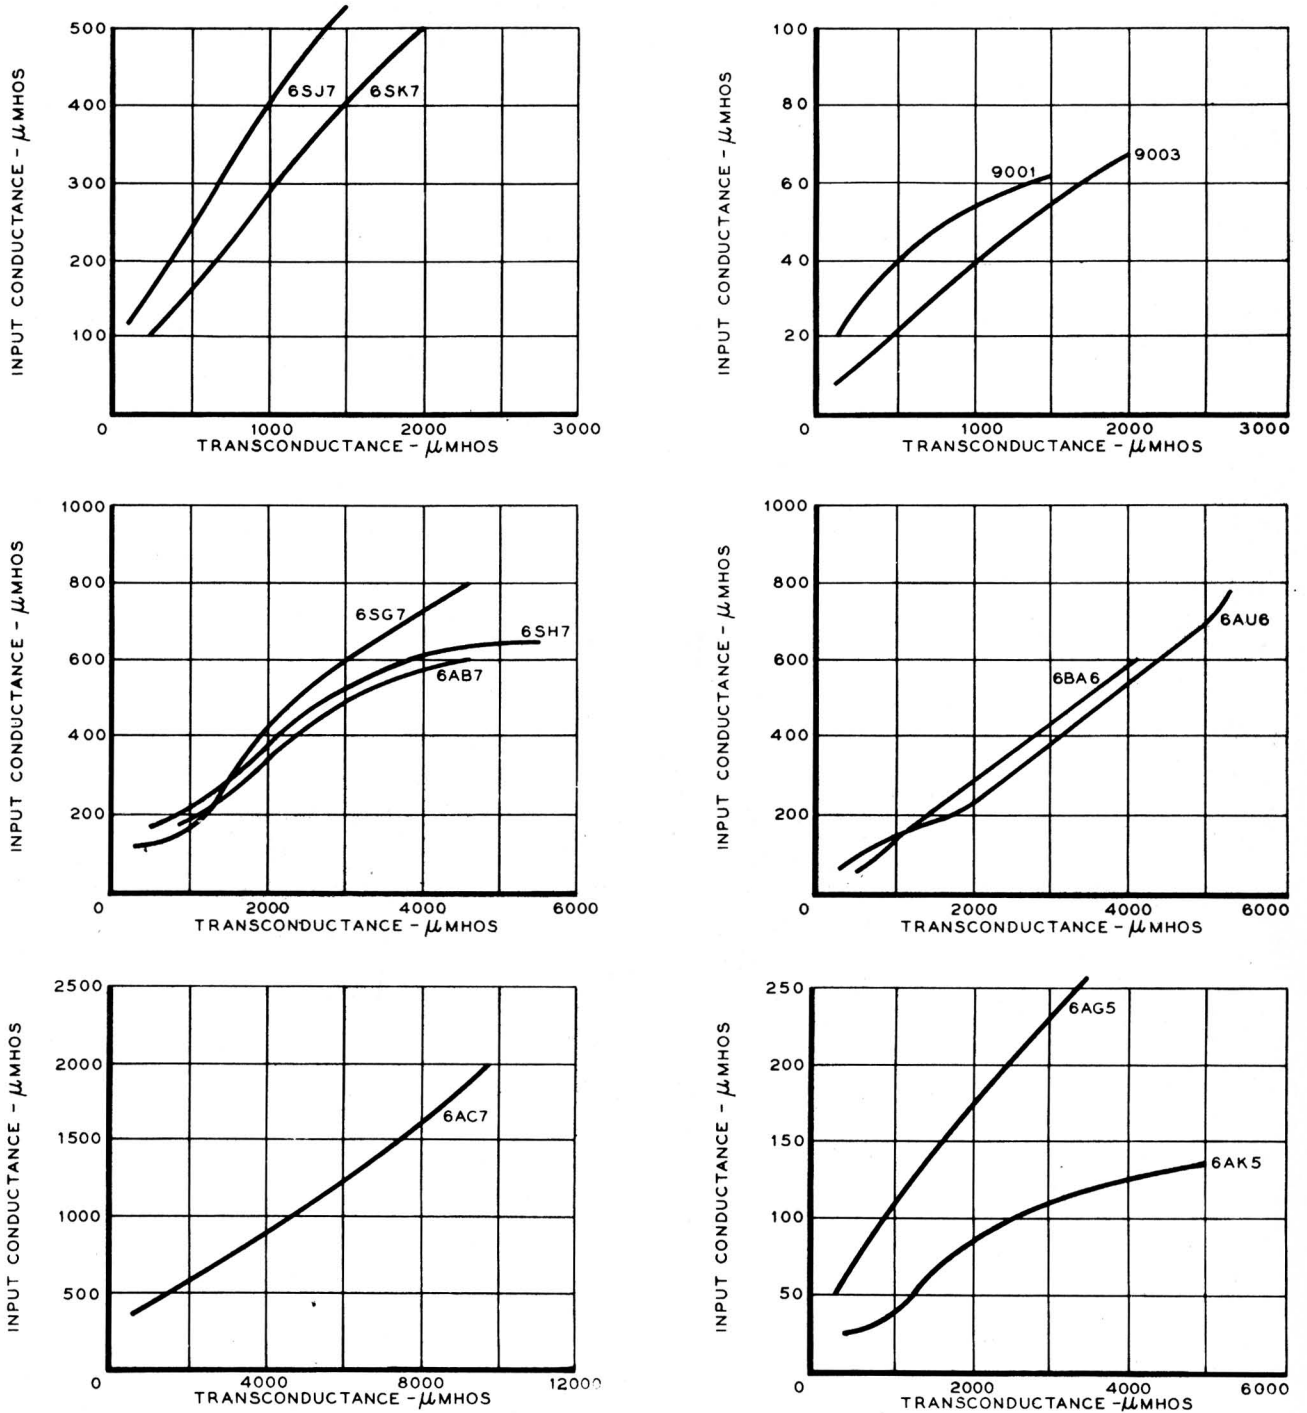 INPUT CONDUCTANCE - μMHOS
500
400
300
200
100
6SJ7
6SK7
0 1000 2000 3000
TRANSCONDUCTANCE - μMHOS
INPUT CONDUCTANCE - μMHOS
100
80
60
40
20
9001
9003
0 1000 2000 3000
TRANSCONDUCTANCE - μMHOS
INPUT CONDUCTANCE - μMHOS
1000
800
600
400
200
6SG7
6SH7
6AB7
0 2000 4000 6000
TRANSCONDUCTANCE - μMHOS
INPUT CONDUCTANCE - μMHOS
1000
800
600
400
200
6BA6
6AU6
0 2000 4000 6000
TRANSCONDUCTANCE - μMHOS
INPUT CONDUCTANCE - μMHOS
2500
2000
1500
1000
500
6AC7
0 4000 8000 12000
TRANSCONDUCTANCE - μMHOS
INPUT CONDUCTANCE - μMHOS
250
200
150
100
50
6AG5
6AK5
0 2000 4000 6000
TRANSCONDUCTANCE - μMHOS